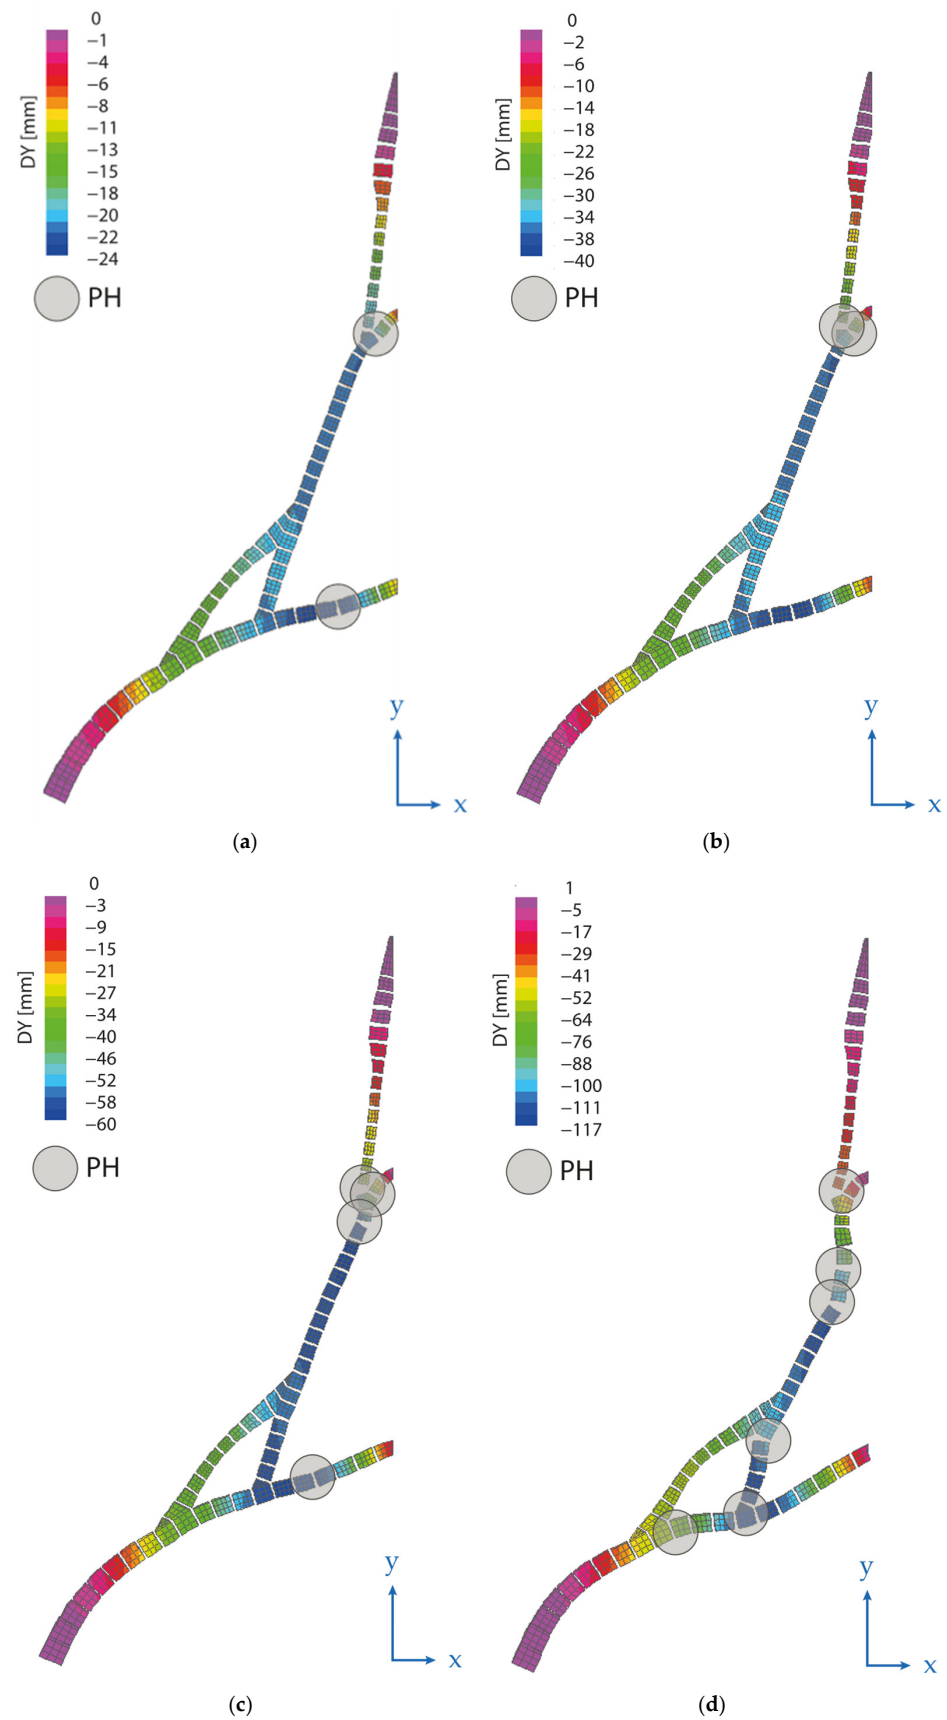 0
−1
−4
−6
−8
−11
−13
−15
−18
−20
−22
−24
DY [mm]
PH
y
x
(a)
0
−2
−6
−10
−14
−18
−22
−26
−30
−34
−38
−40
DY [mm]
PH
y
x
(b)
0
−3
−9
−15
−21
−27
−34
−40
−46
−52
−58
−60
DY [mm]
PH
y
x
(c)
1
−5
−17
−29
−41
−52
−64
−76
−88
−100
−111
−117
DY [mm]
PH
y
x
(d)